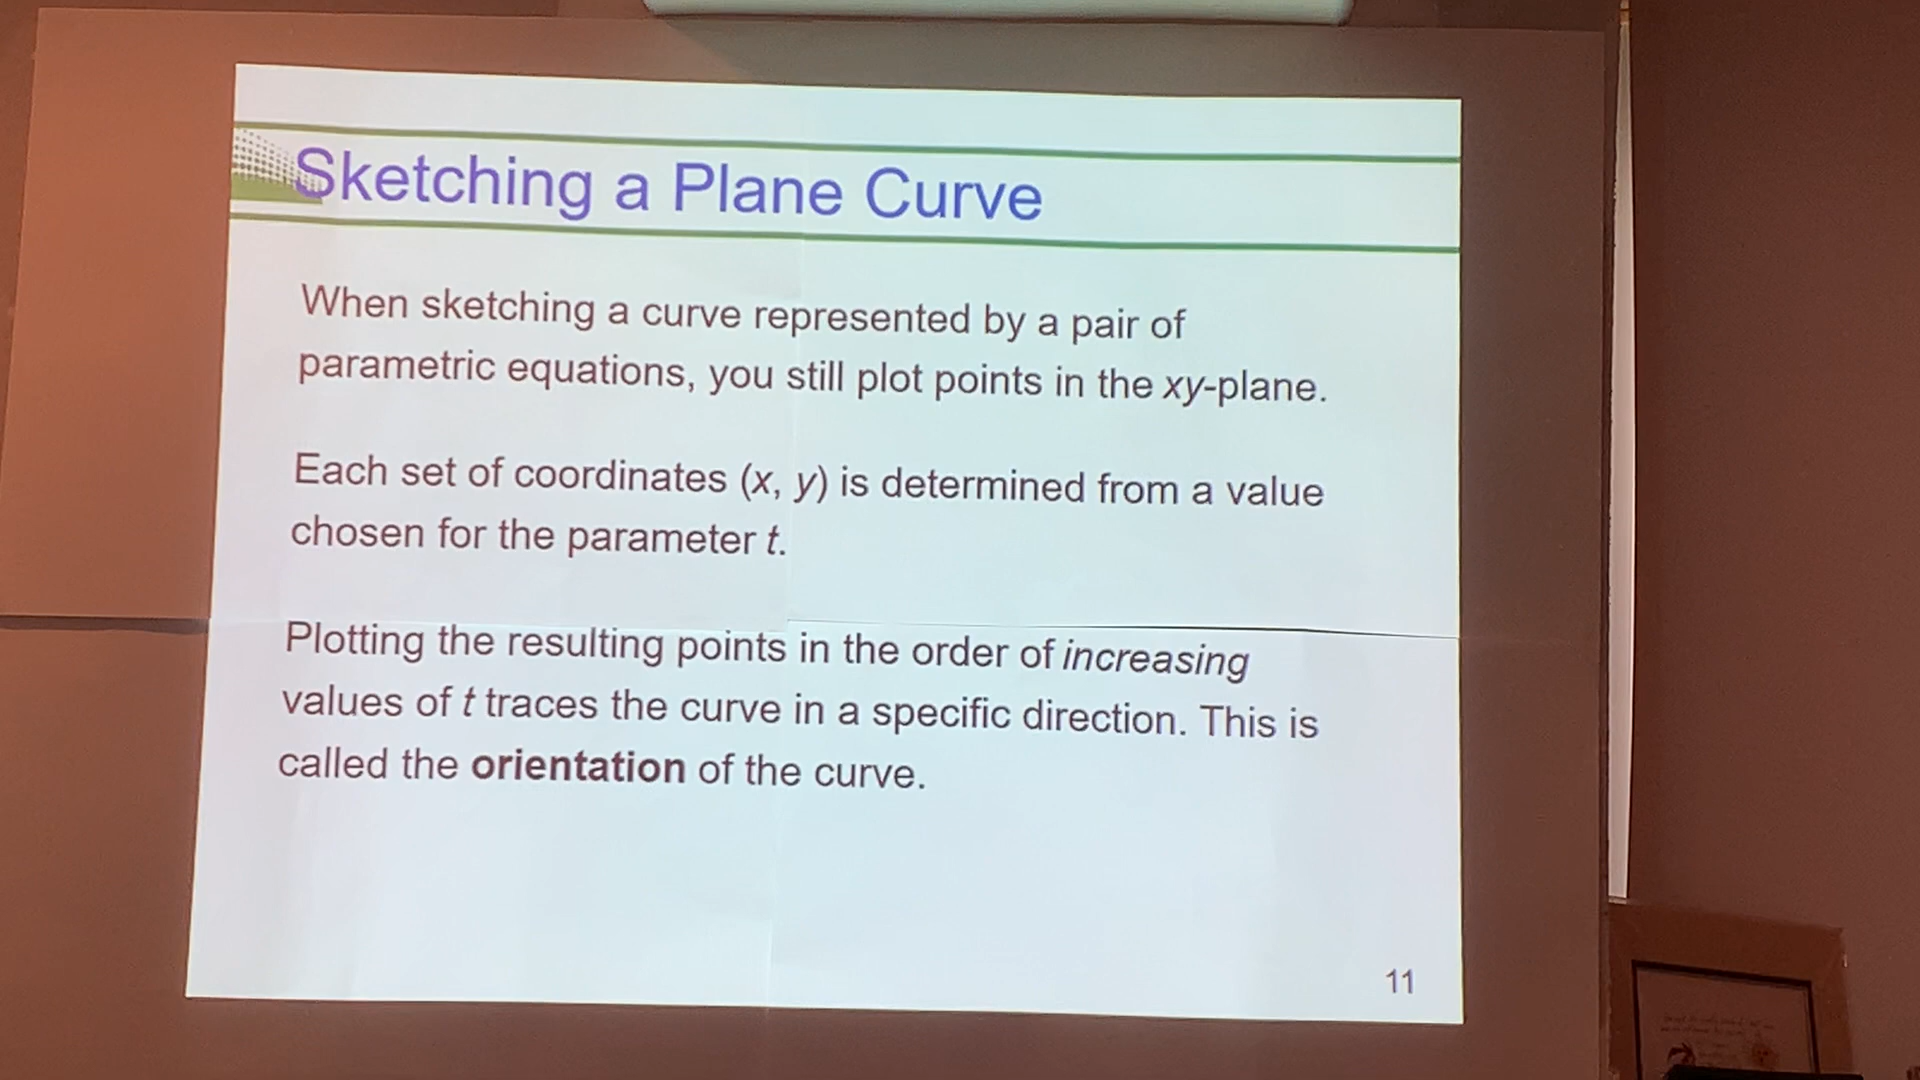 Sketching a Plane Curve
When sketching a curve represented by a pair of
parametric equations, you still plot points in the xy-plane.
Each set of coordinates (x, y) is determined from a value
chosen for the parameter t.
Plotting the resulting points in the order of increasing
values of t traces the curve in a specific direction. This is
called the orientation of the curve.
11